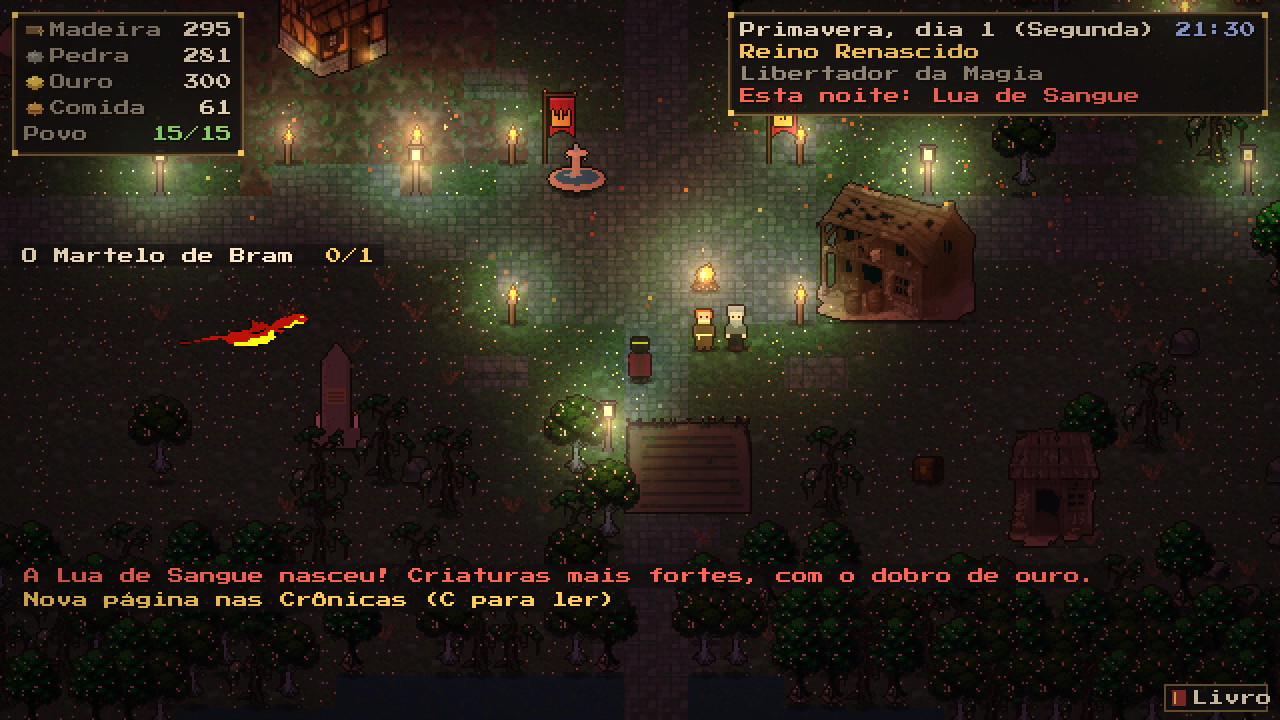 Madeira 295
Pedra 281
Ouro 300
Comida 61
Povo 15/15
Primavera, dia 1 (Segunda) 21:30
Reino Renascido
Libertador da Magia
Esta noite: Lua de Sangue
O Martelo de Bram 0/1
A Lua de Sangue nasceu! Criaturas mais fortes, com o dobro de ouro.
Nova página nas Crônicas (C para ler)
Livro